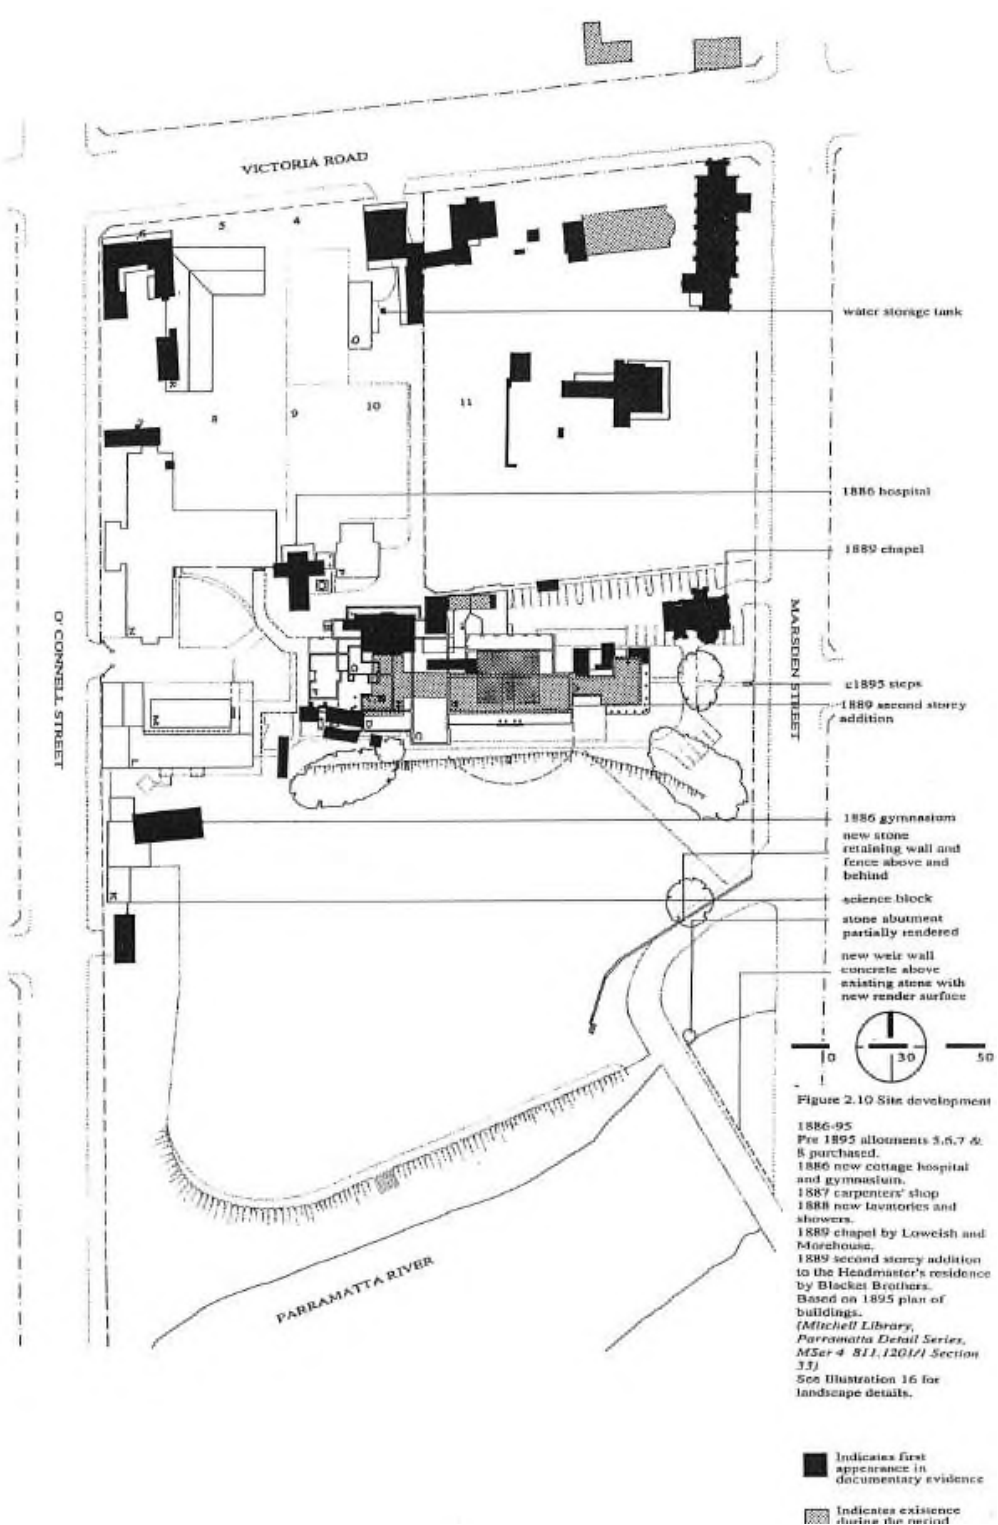 VICTORIA ROAD
6
5
4
water storage tank
8
9
10
11
1886 hospital
1889 chapel
O'CONNELL STREET
MARSDEN STREET
c1895 steps
1889 second storey
addition
1886 gymnasium
new stone
retaining wall and
fence above and
behind
science block
stone abutment
partially rendered
new weir wall
concrete above
existing stone with
new render surface
0 30 50
PARRAMATTA RIVER
Figure 2.10 Site development
1886-95
Pre 1895 allotments 5,6,7 &
8 purchased.
1886 new cottage hospital
and gymnasium.
1887 carpenters' shop
1888 new lavatories and
showers.
1889 chapel by Loweish and
Morehouse.
1889 second storey addition
to the Headmaster's residence
by Blacket Brothers.
Based on 1895 plan of
buildings.
(Mitchell Library,
Parramatta Detail Series,
MSer 4 811.1201/1 Section
33)
See Illustration 16 for
landscape details.
Indicates first
appearance in
documentary evidence
Indicates existence
during the period